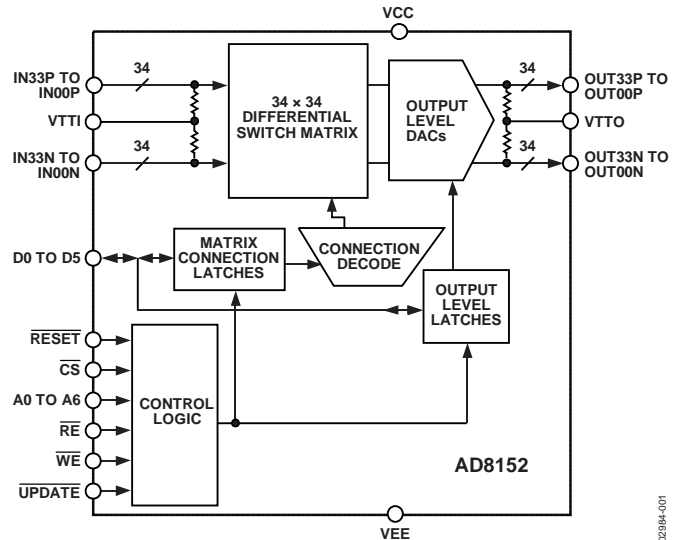 VCC
IN33P TO
IN00P
34
VTTI
IN33N TO
IN00N
34
34 × 34
DIFFERENTIAL
SWITCH MATRIX
OUTPUT
LEVEL
DACs
34
OUT33P TO
OUT00P
VTTO
34
OUT33N TO
OUT00N
D0 TO D5
MATRIX
CONNECTION
LATCHES
CONNECTION
DECODE
OUTPUT
LEVEL
LATCHES
RESET
CS
A0 TO A6
RE
WE
UPDATE
CONTROL
LOGIC
AD8152
VEE
02984-001